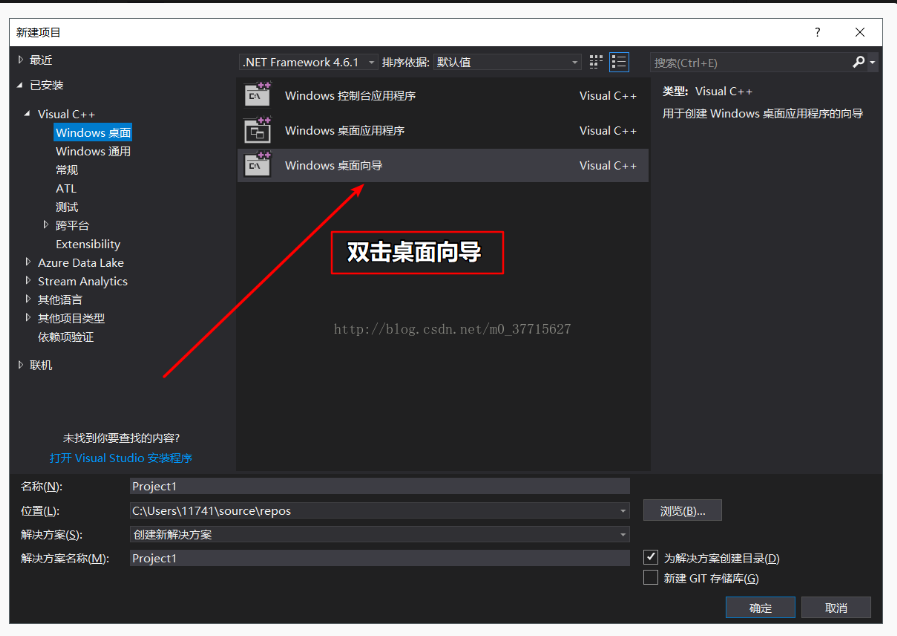 新建项目
?
最近
.NET Framework 4.6.1
排序依据:
默认值
搜索(Ctrl+E)
已安装
Visual C++
Windows 桌面
Windows 通用
常规
ATL
测试
跨平台
Extensibility
Azure Data Lake
Stream Analytics
其他语言
其他项目类型
依赖项验证
联机
未找到你要查找的内容?
打开 Visual Studio 安装程序
Windows 控制台应用程序 Visual C++
Windows 桌面应用程序 Visual C++
Windows 桌面向导 Visual C++
双击桌面向导
http://blog.csdn.net/m0_37715627
类型: Visual C++
用于创建 Windows 桌面应用程序的向导
名称(N): Project1
位置(L): C:\Users\11741\source\repos 浏览(B)...
解决方案(S): 创建新解决方案
解决方案名称(M): Project1
为解决方案创建目录(D)
新建 GIT 存储库(G)
确定 取消